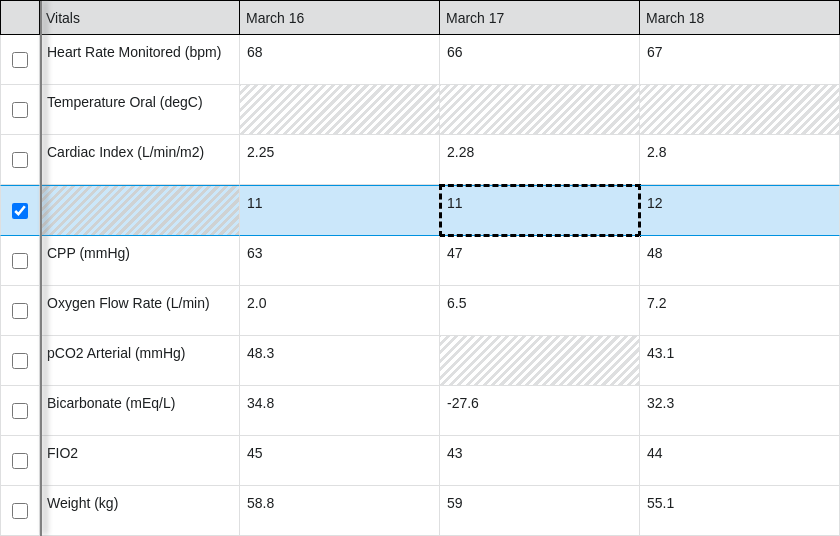 Vitals March 16 March 17 March 18
Heart Rate Monitored (bpm) 68 66 67
Temperature Oral (degC)
Cardiac Index (L/min/m2) 2.25 2.28 2.8
11 11 12
CPP (mmHg) 63 47 48
Oxygen Flow Rate (L/min) 2.0 6.5 7.2
pCO2 Arterial (mmHg) 48.3 43.1
Bicarbonate (mEq/L) 34.8 -27.6 32.3
FIO2 45 43 44
Weight (kg) 58.8 59 55.1